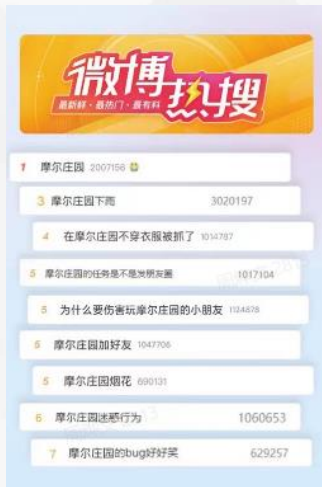 微博热搜
最新鲜·最热门·最有料
1 摩尔庄园 2007156
3 摩尔庄园下雨 3020197
4 在摩尔庄园不穿衣服被抓了 1014787
5 摩尔庄园的任务是不是发朋友圈 1017104
5 为什么要伤害玩摩尔庄园的小朋友 1124878
5 摩尔庄园加好友 1047706
5 摩尔庄园烟花 690131
6 摩尔庄园迷惑行为 1060653
7 摩尔庄园的bug好好笑 629257